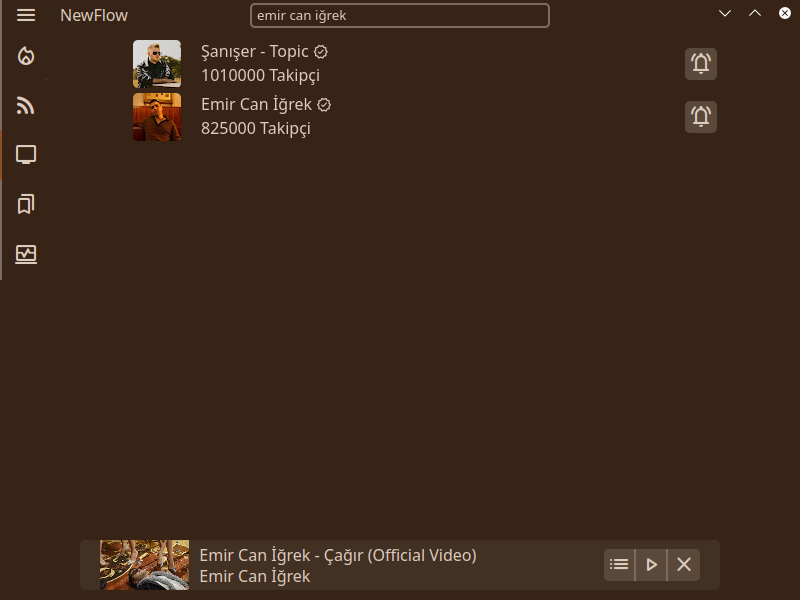 NewFlow
emir can iğrek
Şanışer - Topic
1010000 Takipçi
Emir Can İğrek
825000 Takipçi
Emir Can İğrek - Çağır (Official Video)
Emir Can İğrek